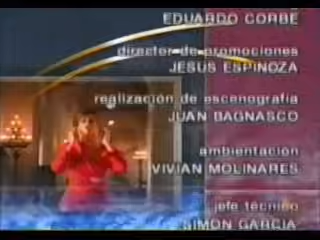 EDUARDO CORBE
director de promociones
JESUS ESPINOZA
realización de escenografía
JUAN BAGNASCO
ambientación
VIVIAN MOLINARES
jefe técnico
SIMON GARCIA